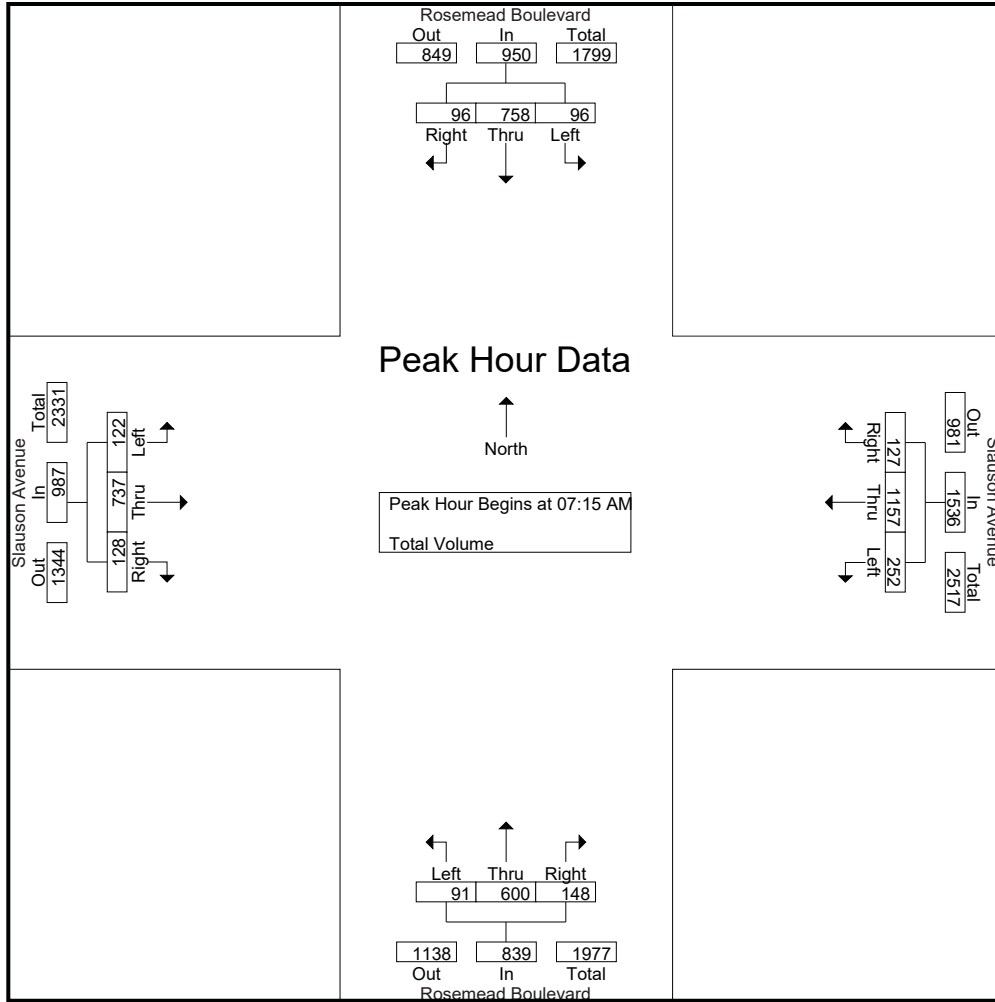 Rosemead Boulevard
Out In Total
849 950 1799
96 758 96
Right Thru Left
Peak Hour Data
North
Peak Hour Begins at 07:15 AM
Total Volume
Slauson Avenue
Total In Out
2331 987 1344
122 737 128
Left Thru Right
Slauson Avenue
Out In Total
981 1536 2517
Right Thru Left
127 1157 252
Left Thru Right
91 600 148
1138 839 1977
Out In Total
Rosemead Boulevard